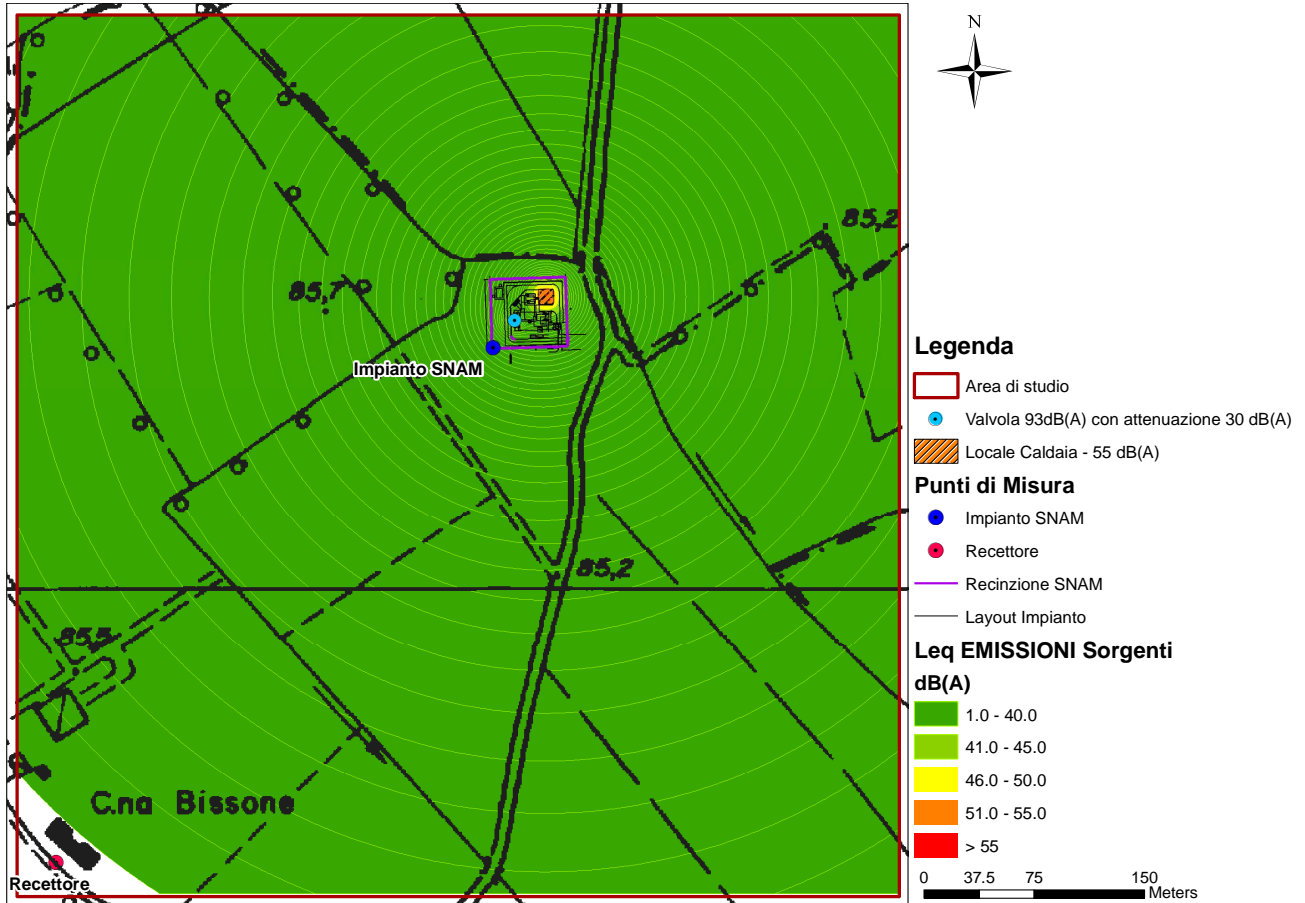 N
85,2
85,7
Impianto SNAM
85,2
85,5
C.na Bissone
Recettore
Legenda
Area di studio
Valvola 93dB(A) con attenuazione 30 dB(A)
Locale Caldaia - 55 dB(A)
Punti di Misura
Impianto SNAM
Recettore
Recinzione SNAM
Layout Impianto
Leq EMISSIONI Sorgenti
dB(A)
1.0 - 40.0
41.0 - 45.0
46.0 - 50.0
51.0 - 55.0
> 55
0 37.5 75 150
Meters